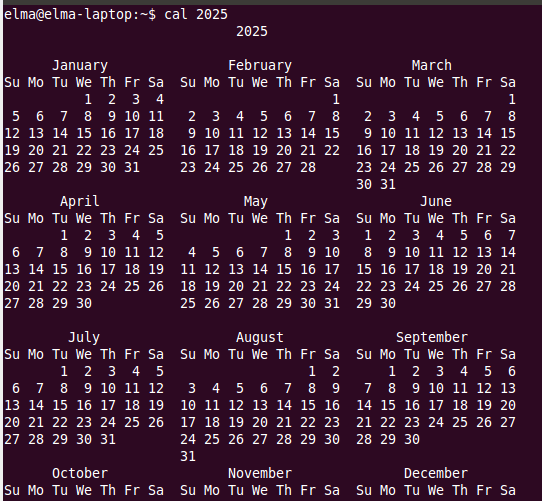 elma@elma-laptop:~$ cal 2025
                             2025

      January               February                March
Su Mo Tu We Th Fr Sa  Su Mo Tu We Th Fr Sa  Su Mo Tu We Th Fr Sa
          1  2  3  4                     1                     1
 5  6  7  8  9 10 11   2  3  4  5  6  7  8   2  3  4  5  6  7  8
12 13 14 15 16 17 18   9 10 11 12 13 14 15   9 10 11 12 13 14 15
19 20 21 22 23 24 25  16 17 18 19 20 21 22  16 17 18 19 20 21 22
26 27 28 29 30 31     23 24 25 26 27 28     23 24 25 26 27 28 29
                                            30 31
       April                  May                   June
Su Mo Tu We Th Fr Sa  Su Mo Tu We Th Fr Sa  Su Mo Tu We Th Fr Sa
       1  2  3  4  5               1  2  3   1  2  3  4  5  6  7
 6  7  8  9 10 11 12   4  5  6  7  8  9 10   8  9 10 11 12 13 14
13 14 15 16 17 18 19  11 12 13 14 15 16 17  15 16 17 18 19 20 21
20 21 22 23 24 25 26  18 19 20 21 22 23 24  22 23 24 25 26 27 28
27 28 29 30           25 26 27 28 29 30 31  29 30

        July                 August              September
Su Mo Tu We Th Fr Sa  Su Mo Tu We Th Fr Sa  Su Mo Tu We Th Fr Sa
       1  2  3  4  5                  1  2      1  2  3  4  5  6
 6  7  8  9 10 11 12   3  4  5  6  7  8  9   7  8  9 10 11 12 13
13 14 15 16 17 18 19  10 11 12 13 14 15 16  14 15 16 17 18 19 20
20 21 22 23 24 25 26  17 18 19 20 21 22 23  21 22 23 24 25 26 27
27 28 29 30 31        24 25 26 27 28 29 30  28 29 30
                      31
      October               November              December
Su Mo Tu We Th Fr Sa  Su Mo Tu We Th Fr Sa  Su Mo Tu We Th Fr Sa